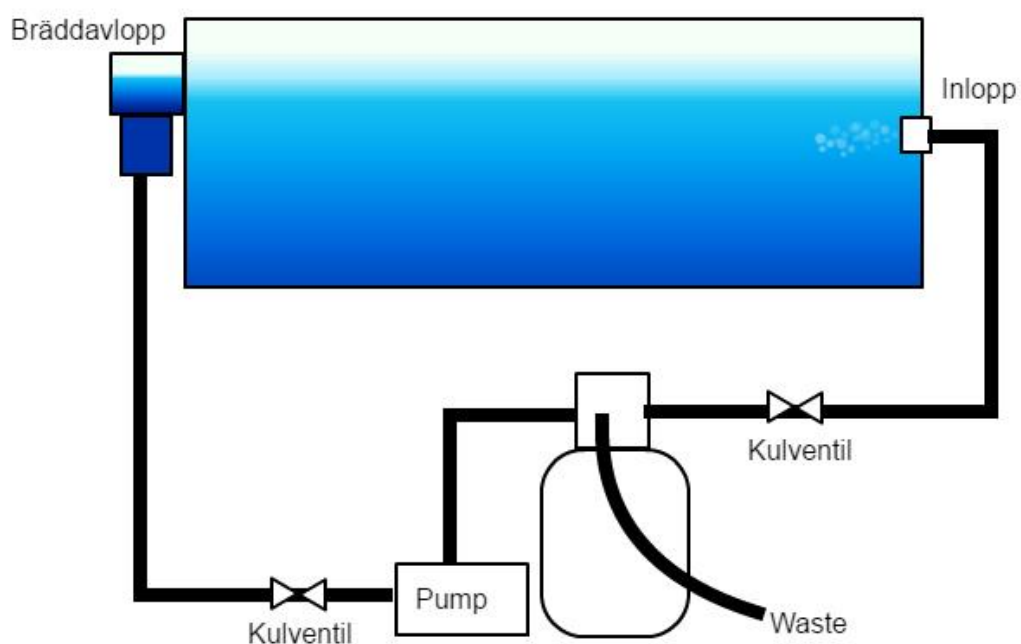 Bräddavlopp
Inlopp
Kulventil
Pump
Waste
Kulventil